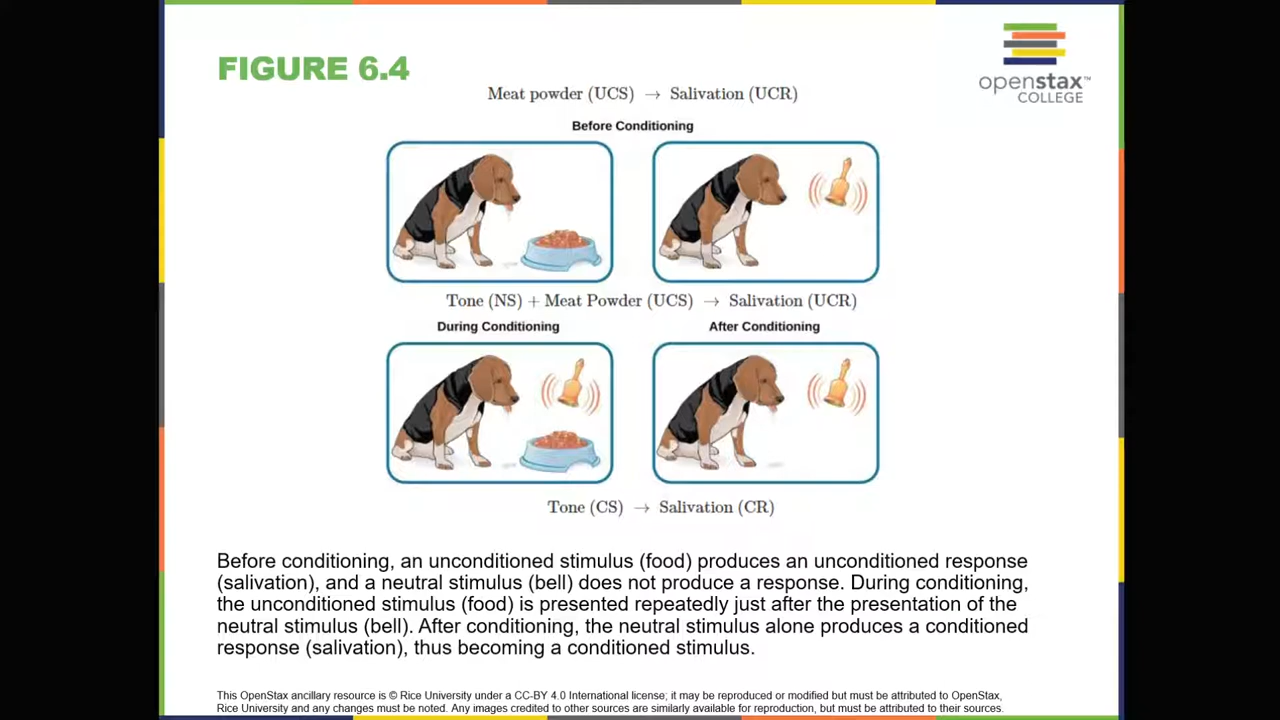 FIGURE 6.4
openstax™
COLLEGE
Meat powder (UCS) → Salivation (UCR)
Before Conditioning
Tone (NS) + Meat Powder (UCS) → Salivation (UCR)
During Conditioning
After Conditioning
Tone (CS) → Salivation (CR)
Before conditioning, an unconditioned stimulus (food) produces an unconditioned response
(salivation), and a neutral stimulus (bell) does not produce a response. During conditioning,
the unconditioned stimulus (food) is presented repeatedly just after the presentation of the
neutral stimulus (bell). After conditioning, the neutral stimulus alone produces a conditioned
response (salivation), thus becoming a conditioned stimulus.
This OpenStax ancillary resource is © Rice University under a CC-BY 4.0 International license; it may be reproduced or modified but must be attributed to OpenStax,
Rice University and any changes must be noted. Any images credited to other sources are similarly available for reproduction, but must be attributed to their sources.